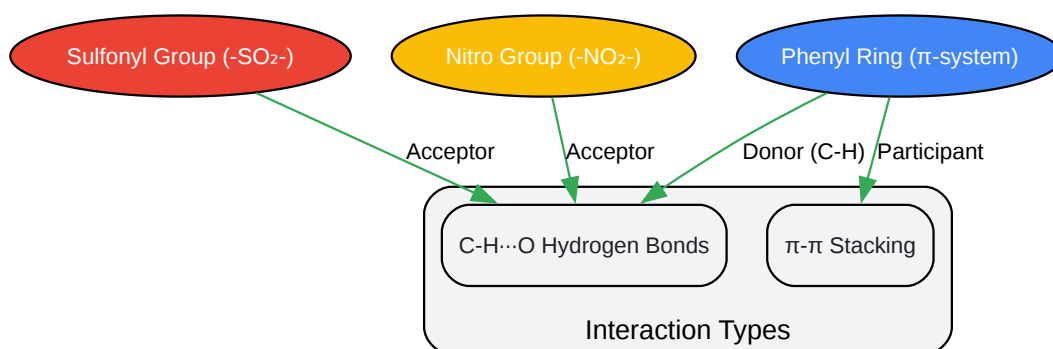 Sulfonyl Group (-SO₂-)
Nitro Group (-NO₂-)
Phenyl Ring (π-system)
Acceptor
Acceptor
Donor (C-H)
Participant
C-H···O Hydrogen Bonds
π-π Stacking
Interaction Types